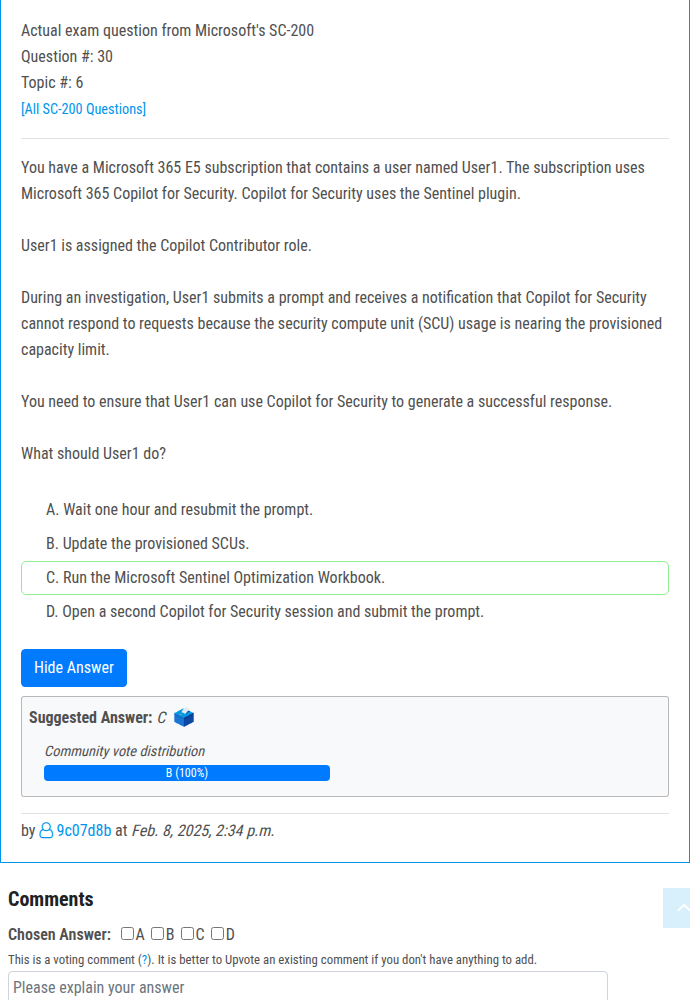 Actual exam question from Microsoft's SC-200
Question #: 30
Topic #: 6
[All SC-200 Questions]
You have a Microsoft 365 E5 subscription that contains a user named User1. The subscription uses
Microsoft 365 Copilot for Security. Copilot for Security uses the Sentinel plugin.
User1 is assigned the Copilot Contributor role.
During an investigation, User1 submits a prompt and receives a notification that Copilot for Security
cannot respond to requests because the security compute unit (SCU) usage is nearing the provisioned
capacity limit.
You need to ensure that User1 can use Copilot for Security to generate a successful response.
What should User1 do?
A. Wait one hour and resubmit the prompt.
B. Update the provisioned SCUs.
C. Run the Microsoft Sentinel Optimization Workbook.
D. Open a second Copilot for Security session and submit the prompt.
Hide Answer
Suggested Answer: C
Community vote distribution
B (100%)
by 9c07d8b at Feb. 8, 2025, 2:34 p.m.
Comments
Chosen Answer: A B C D
This is a voting comment (?). It is better to Upvote an existing comment if you don't have anything to add.
Please explain your answer